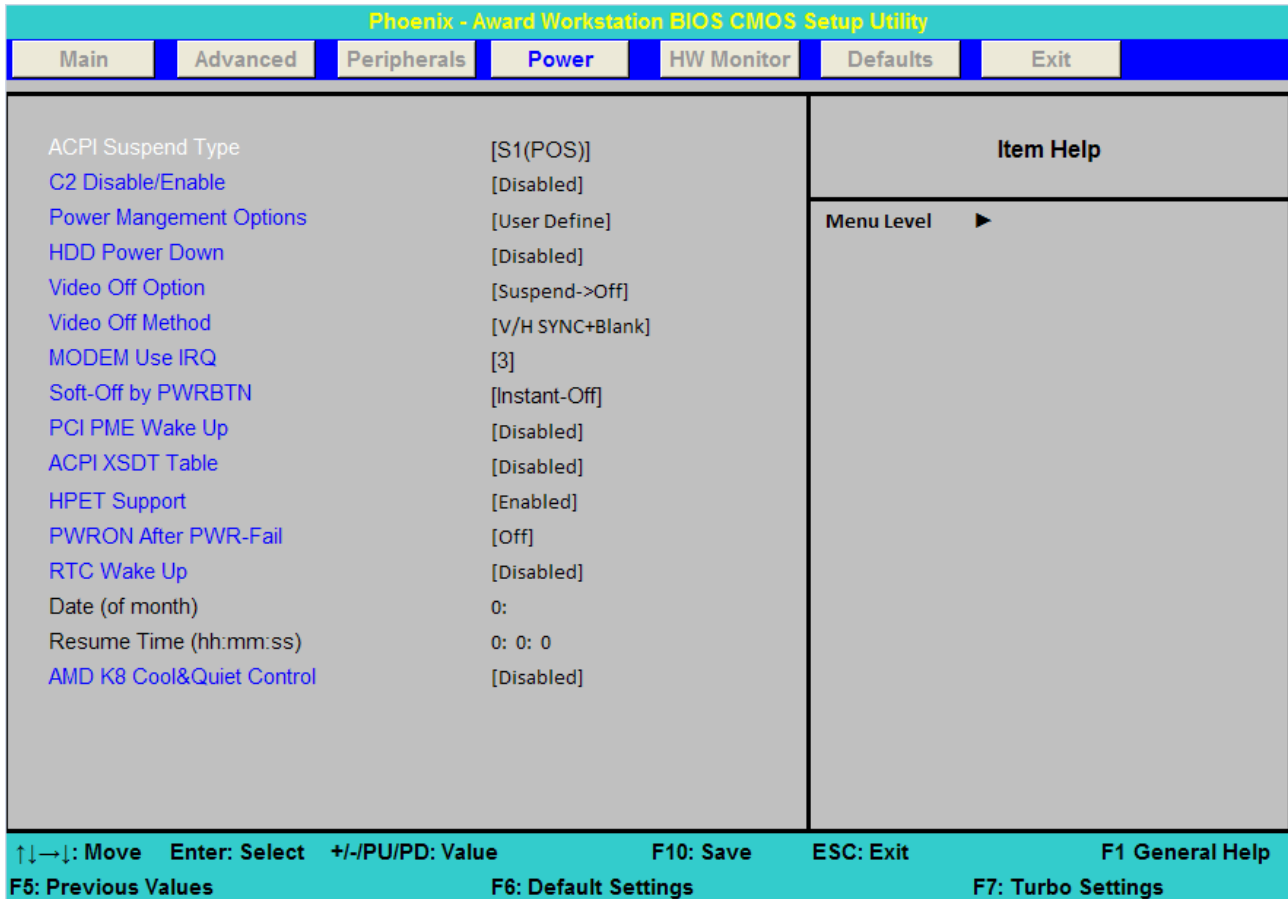 Phoenix - Award Workstation BIOS CMOS Setup Utility
Main Advanced Peripherals Power HW Monitor Defaults Exit
ACPI Suspend Type [S1(POS)]
C2 Disable/Enable [Disabled]
Power Mangement Options [User Define]
HDD Power Down [Disabled]
Video Off Option [Suspend->Off]
Video Off Method [V/H SYNC+Blank]
MODEM Use IRQ [3]
Soft-Off by PWRBTN [Instant-Off]
PCI PME Wake Up [Disabled]
ACPI XSDT Table [Disabled]
HPET Support [Enabled]
PWRON After PWR-Fail [Off]
RTC Wake Up [Disabled]
Date (of month) 0:
Resume Time (hh:mm:ss) 0: 0: 0
AMD K8 Cool&Quiet Control [Disabled]
Item Help
Menu Level ►
↑↓→↓: Move Enter: Select +/-/PU/PD: Value F10: Save ESC: Exit F1 General Help
F5: Previous Values F6: Default Settings F7: Turbo Settings